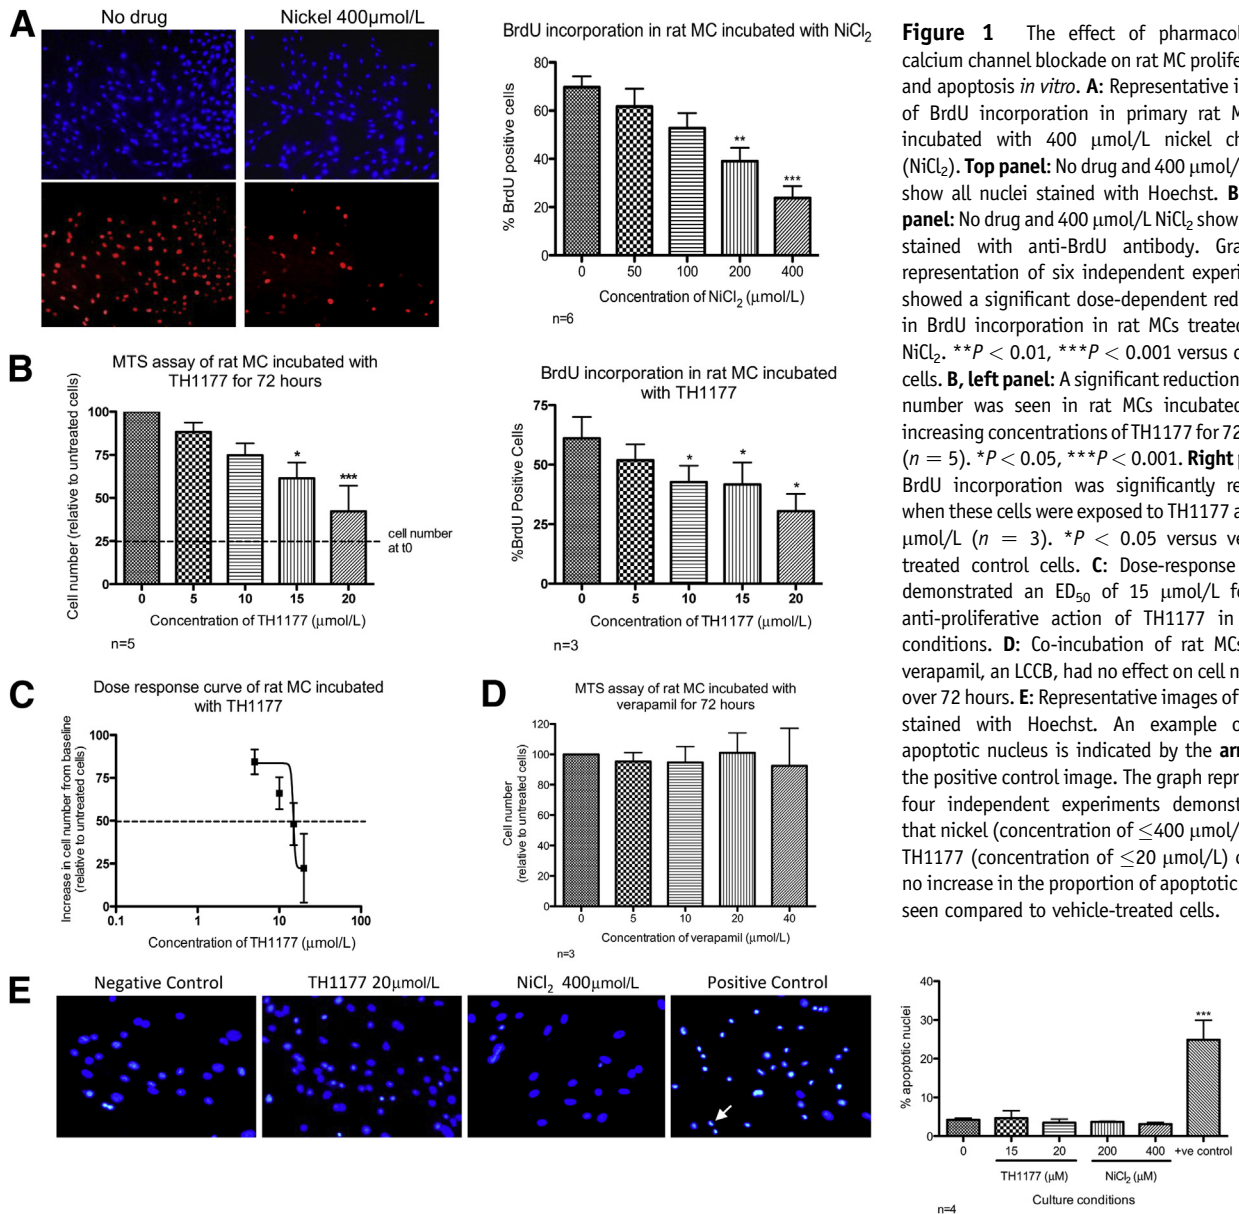 A
No drug
Nickel 400µmol/L
BrdU incorporation in rat MC incubated with NiCl2
% BrdU positive cells
80
60
40
20
0
**
***
0 50 100 200 400
Concentration of NiCl2 (µmol/L)
n=6
B
MTS assay of rat MC incubated with
TH1177 for 72 hours
Cell number (relative to untreated cells)
100
75
50
25
0
*
***
cell number
at t0
0 5 10 15 20
Concentration of TH1177 (µmol/L)
n=5
BrdU incorporation in rat MC incubated
with TH1177
%BrdU Positive Cells
75
50
25
0
*
*
*
0 5 10 15 20
Concentration of TH1177 (µmol/L)
n=3
C
Dose response curve of rat MC incubated
with TH1177
Increase in cell number from baseline
(relative to untreated cells)
100
75
50
25
0
0.1 1 10 100
Concentration of TH1177 (µmol/L)
D
MTS assay of rat MC incubated with
verapamil for 72 hours
Cell number
(relative to untreated cells)
120
100
80
60
40
20
0
0 5 10 20 40
Concentration of verapamil (µmol/L)
n=3
E
Negative Control
TH1177 20µmol/L
NiCl2 400µmol/L
Positive Control
% apoptotic nuclei
40
30
20
10
0
***
0 15 20 200 400 +ve control
TH1177 (µM)
NiCl2 (µM)
Culture conditions
n=4
Figure 1 The effect of pharmacol
calcium channel blockade on rat MC prolife
and apoptosis in vitro. A: Representative i
of BrdU incorporation in primary rat M
incubated with 400 µmol/L nickel ch
(NiCl2). Top panel: No drug and 400 µmol/
show all nuclei stained with Hoechst. B
panel: No drug and 400 µmol/L NiCl2 show
stained with anti-BrdU antibody. Gra
representation of six independent experi
showed a significant dose-dependent red
in BrdU incorporation in rat MCs treated
NiCl2. **P < 0.01, ***P < 0.001 versus c
cells. B, left panel: A significant reduction
number was seen in rat MCs incubated
increasing concentrations of TH1177 for 72
(n = 5). *P < 0.05, ***P < 0.001. Right p
BrdU incorporation was significantly re
when these cells were exposed to TH1177 a
µmol/L (n = 3). *P < 0.05 versus ve
treated control cells. C: Dose-response
demonstrated an ED50 of 15 µmol/L f
anti-proliferative action of TH1177 in
conditions. D: Co-incubation of rat MCs
verapamil, an LCCB, had no effect on cell n
over 72 hours. E: Representative images of
stained with Hoechst. An example o
apoptotic nucleus is indicated by the arr
the positive control image. The graph repr
four independent experiments demonst
that nickel (concentration of ≤400 µmol/
TH1177 (concentration of ≤20 µmol/L) c
no increase in the proportion of apoptotic
seen compared to vehicle-treated cells.